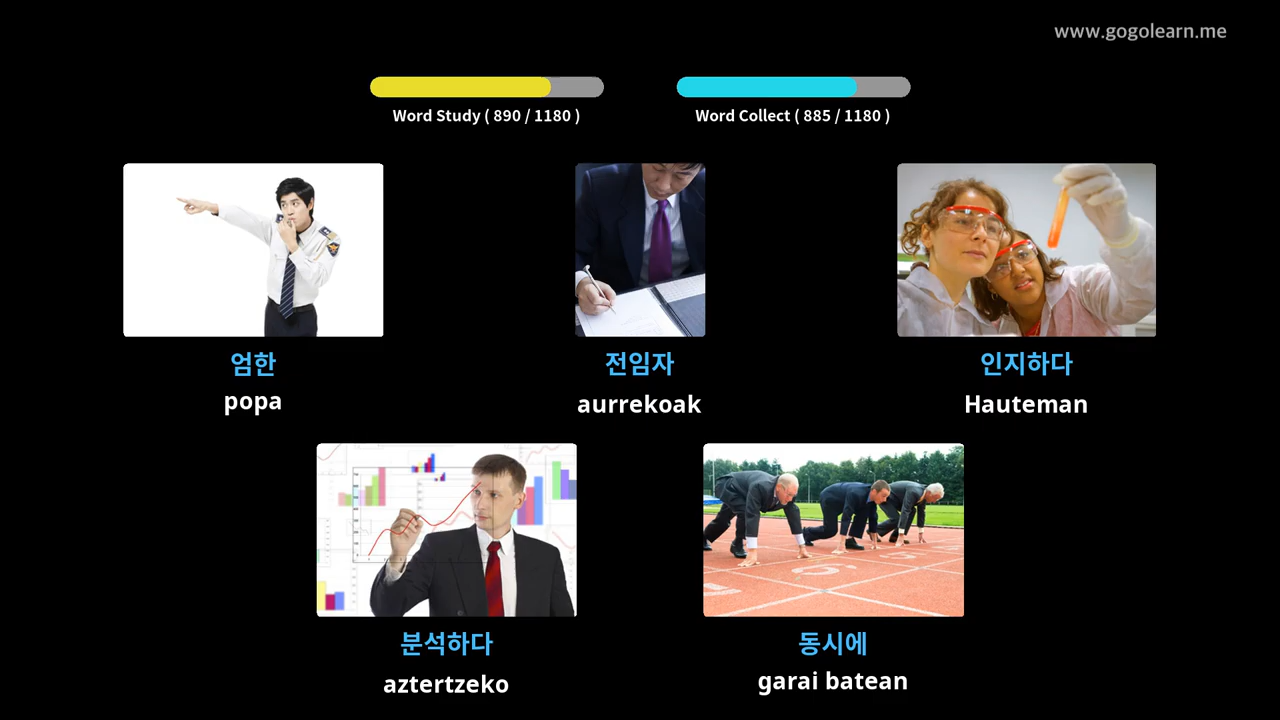 www.gogolearn.me
Word Study ( 890 / 1180 )
Word Collect ( 885 / 1180 )
엄한
popa
전임자
aurrekoak
인지하다
Hauteman
분석하다
aztertzeko
동시에
garai batean